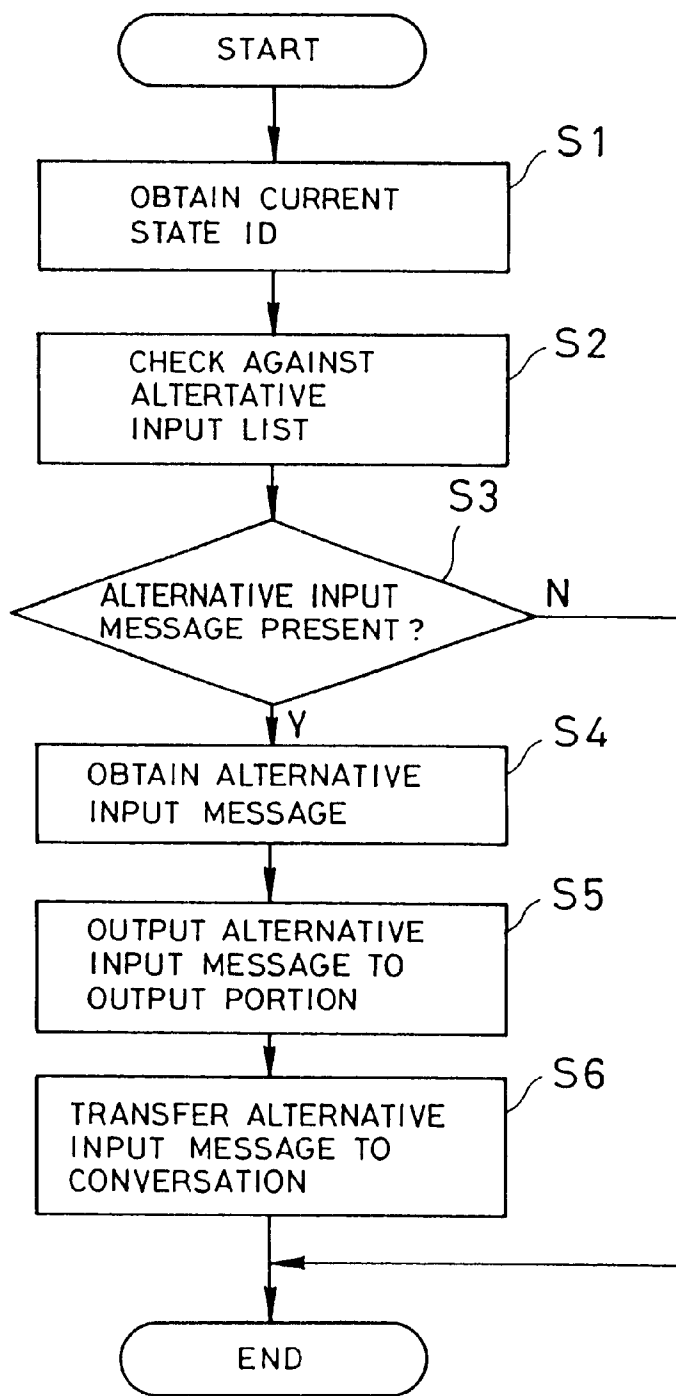 START
S1
OBTAIN CURRENT
STATE ID
S2
CHECK AGAINST
ALTERTATIVE
INPUT LIST
S3
ALTERNATIVE INPUT
MESSAGE PRESENT?
N
Y
S4
OBTAIN ALTERNATIVE
INPUT MESSAGE
S5
OUTPUT ALTERNATIVE
INPUT MESSAGE TO
OUTPUT PORTION
S6
TRANSFER ALTERNATIVE
INPUT MESSAGE TO
CONVERSATION
END